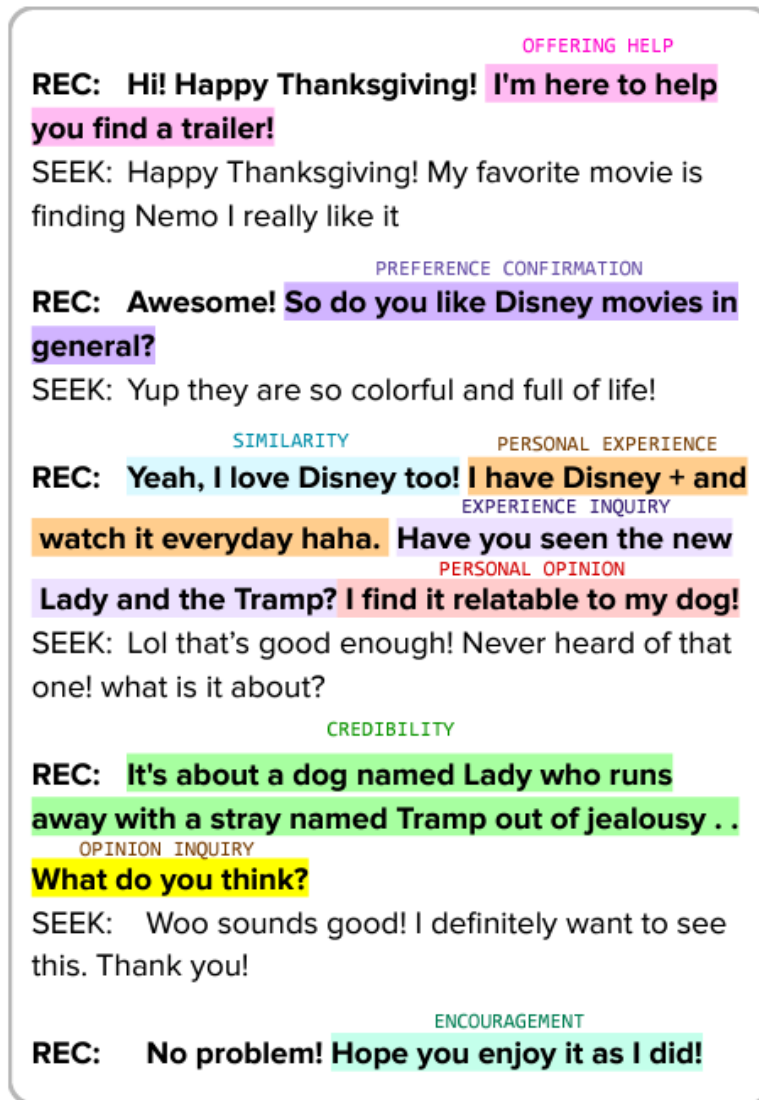 OFFERING HELP
REC: Hi! Happy Thanksgiving! I'm here to help
you find a trailer!
SEEK: Happy Thanksgiving! My favorite movie is
finding Nemo I really like it
PREFERENCE CONFIRMATION
REC: Awesome! So do you like Disney movies in
general?
SEEK: Yup they are so colorful and full of life!
SIMILARITY PERSONAL EXPERIENCE
REC: Yeah, I love Disney too! I have Disney + and
EXPERIENCE INQUIRY
watch it everyday haha. Have you seen the new
PERSONAL OPINION
Lady and the Tramp? I find it relatable to my dog!
SEEK: Lol that’s good enough! Never heard of that
one! what is it about?
CREDIBILITY
REC: It's about a dog named Lady who runs
away with a stray named Tramp out of jealousy . .
OPINION INQUIRY
What do you think?
SEEK: Woo sounds good! I definitely want to see
this. Thank you!
ENCOURAGEMENT
REC: No problem! Hope you enjoy it as I did!